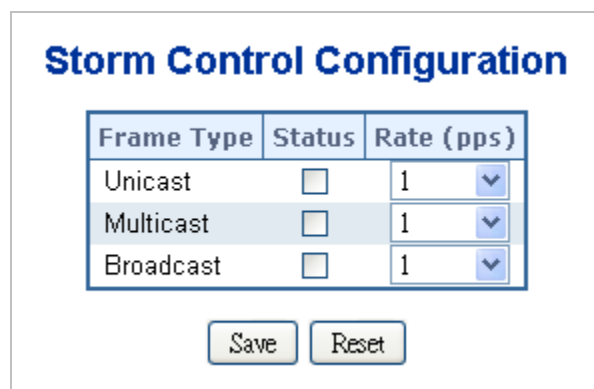 Storm Control Configuration
Frame Type Status Rate (pps)
Unicast 1
Multicast 1
Broadcast 1
Save Reset